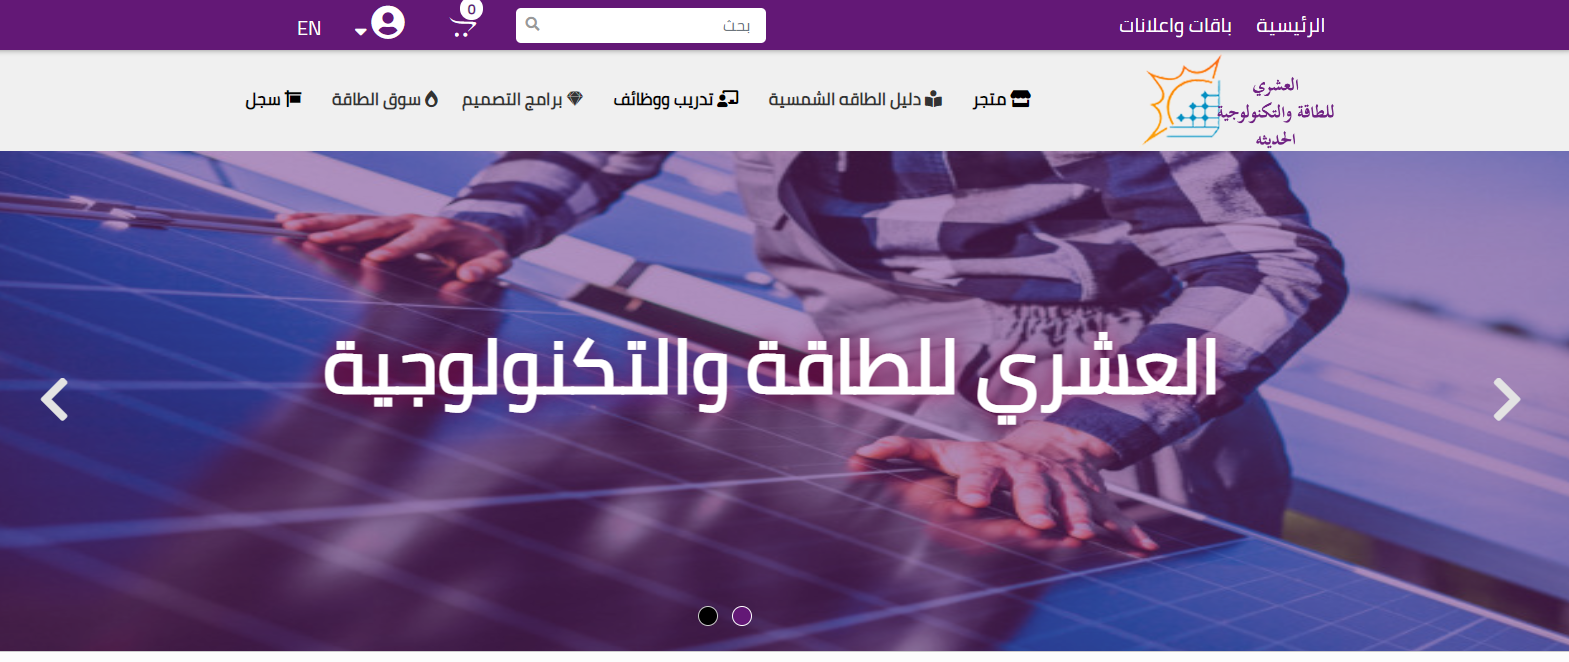 الرئيسية
باقات واعلانات
بحث
0
EN
العشري
للطاقة والتكنولوجية
الحديثه
متجر
دليل الطاقه الشمسية
تدريب ووظائف
برامج التصميم
سوق الطاقة
سجل
العشري للطاقة والتكنولوجية